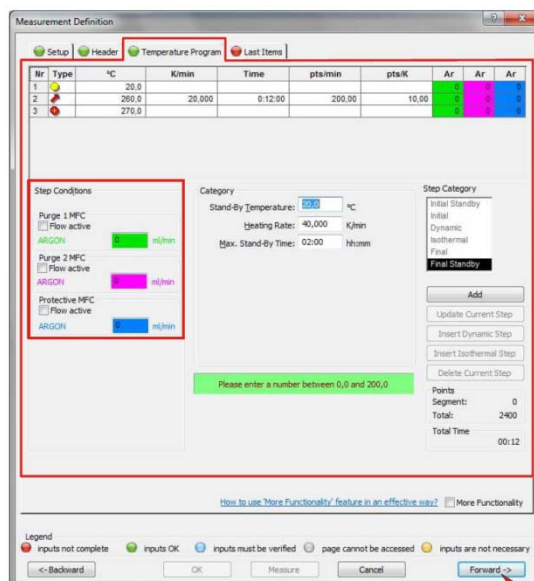 Measurement Definition
Setup Header Temperature Program Last Items
Nr Type °C K/min Time pts/min pts/K Ar Ar Ar
1 20,0 0 0 0
2 260,0 20,000 0:12:00 200,00 10,00 0 0 0
3 270,0 0 0 0
Step Conditions
Purge 1 MFC
Flow active
ARGON 0 ml/min
Purge 2 MFC
Flow active
ARGON 0 ml/min
Protective MFC
Flow active
ARGON 0 ml/min
Category
Stand-By Temperature: 20,0 °C
Heating Rate: 40,000 K/min
Max. Stand-By Time: 02:00 hh:mm
Please enter a number between 0,0 and 200,0
Step Category
Initial Standby
Initial
Dynamic
Isothermal
Final
Final Standby
Add
Update Current Step
Insert Dynamic Step
Insert Isothermal Step
Delete Current Step
Points
Segment: 0
Total: 2400
Total Time
00:12
How to use 'More Functionality' feature in an effective way? More Functionality
Legend
inputs not complete inputs OK inputs must be verified page cannot be accessed inputs are not necessary
<-Backward OK Measure Cancel Forward ->